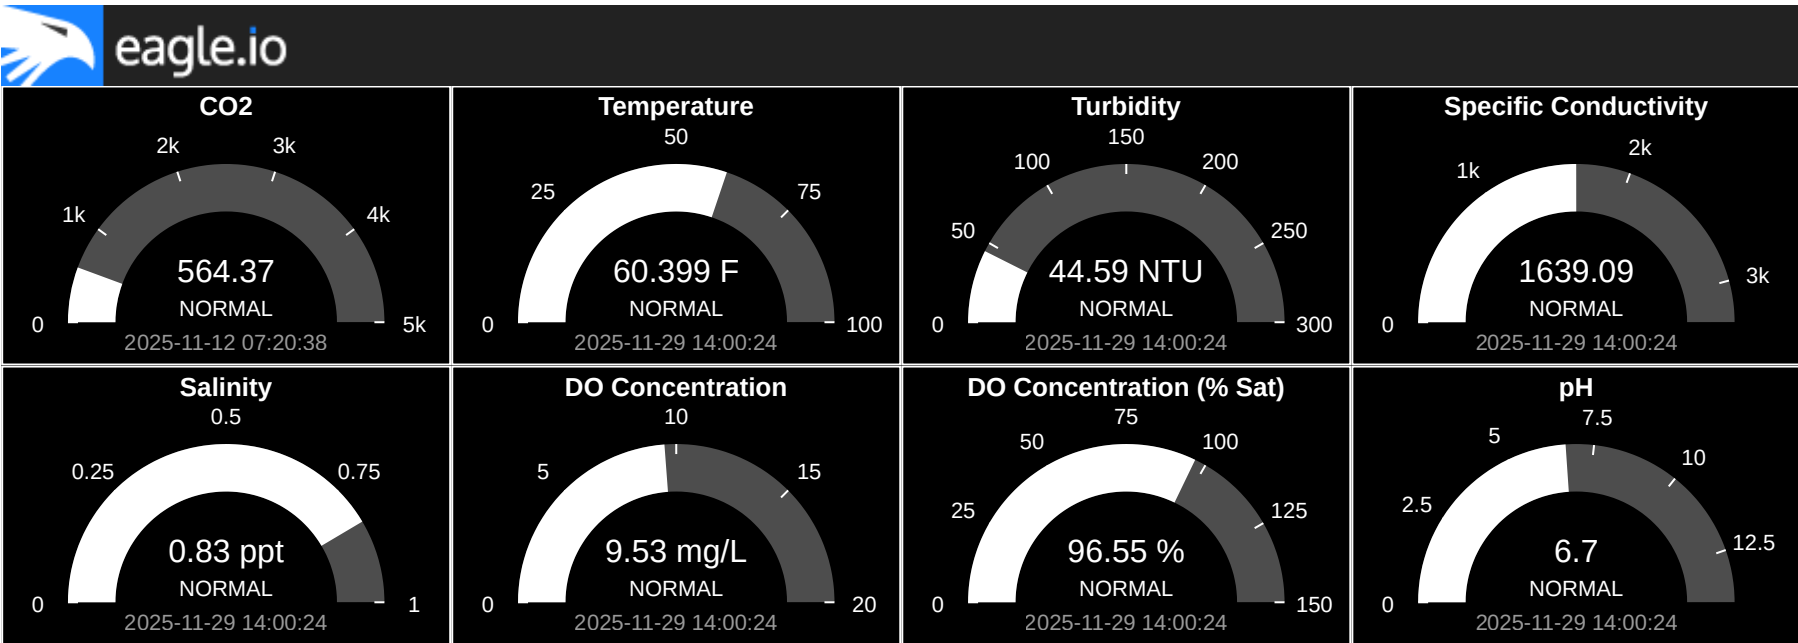 eagle.io
CO2
2k 3k
1k 4k
564.37
NORMAL
0 5k
2025-11-12 07:20:38
Temperature
50
25 75
60.399 F
NORMAL
0 100
2025-11-29 14:00:24
Turbidity
150
100 200
50 250
44.59 NTU
NORMAL
0 300
2025-11-29 14:00:24
Specific Conductivity
2k
1k
1639.09
3k
NORMAL
0
2025-11-29 14:00:24
Salinity
0.5
0.25 0.75
0.83 ppt
NORMAL
0 1
2025-11-29 14:00:24
DO Concentration
10
5 15
9.53 mg/L
NORMAL
0 20
2025-11-29 14:00:24
DO Concentration (% Sat)
75
50 100
25 125
96.55 %
NORMAL
0 150
2025-11-29 14:00:24
pH
7.5
5
10
2.5
12.5
6.7
NORMAL
0
2025-11-29 14:00:24